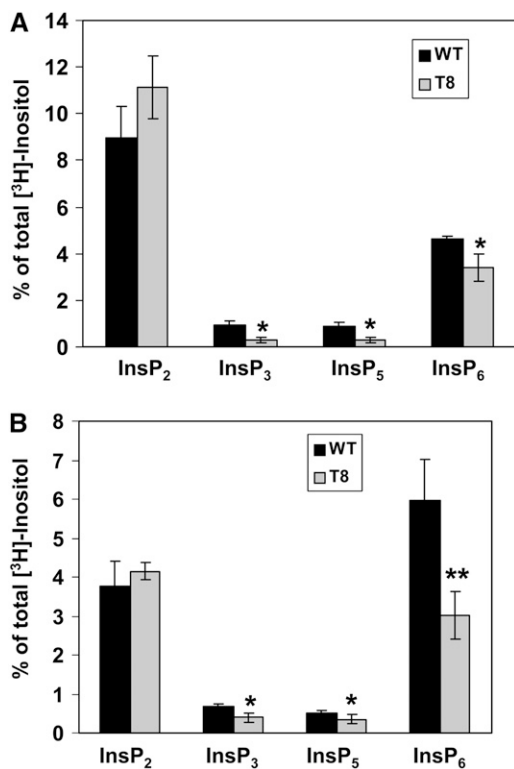 A
% of total [³H]-Inositol
14
12
10
8
6
4
2
0
WT
T8
*
*
*
InsP₂
InsP₃
InsP₅
InsP₆
B
% of total [³H]-Inositol
8
7
6
5
4
3
2
1
0
WT
T8
*
*
**
InsP₂
InsP₃
InsP₅
InsP₆